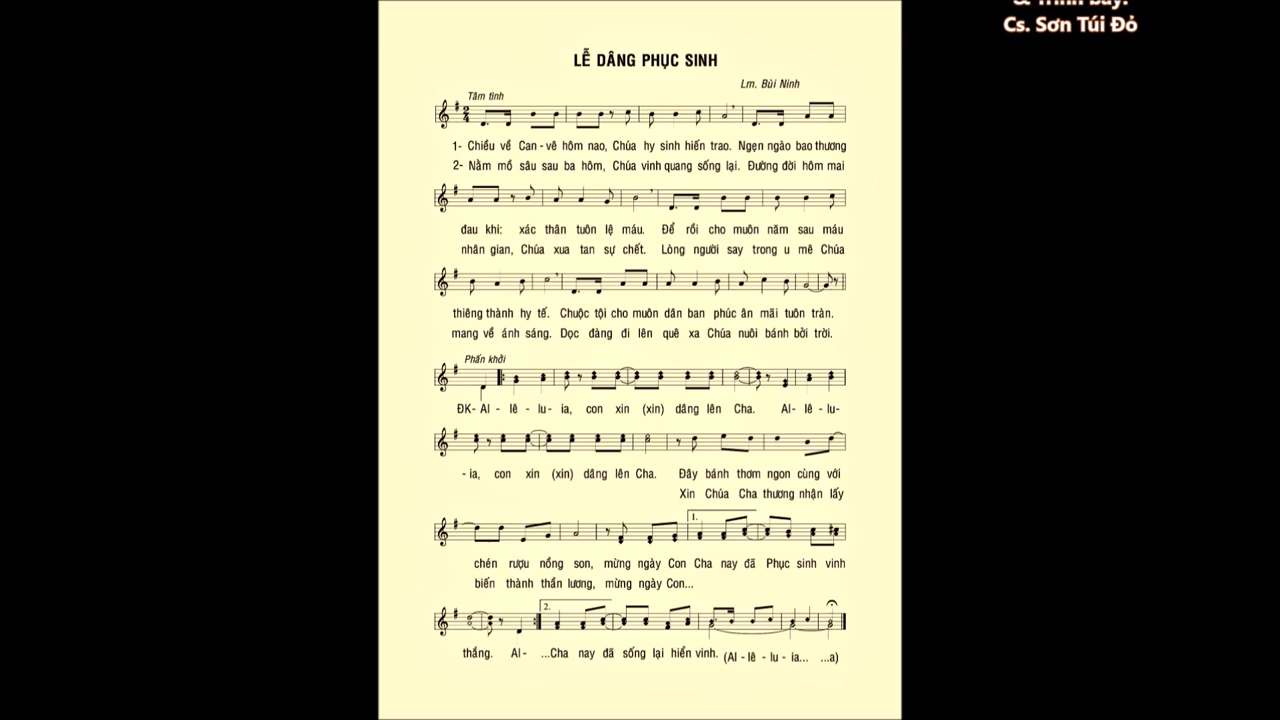 & Trình bày:
Cs. Sơn Túi Đỏ
LỄ DÂNG PHỤC SINH
Lm. Bùi Ninh
Tâm tình
1- Chiều về Can - vê hôm nao, Chúa hy sinh hiến trao. Ngẹn ngào bao thương
2- Nằm mồ sâu sau ba hôm, Chúa vinh quang sống lại. Đường đời hôm mai
đau khi: xác thân tuôn lệ máu. Để rồi cho muôn năm sau máu
nhân gian, Chúa xua tan sự chết. Lòng người say trong u mê Chúa
thiêng thành hy tế. Chuộc tội cho muôn dân ban phúc ân mãi tuôn tràn.
mang về ánh sáng. Dọc đàng đi lên quê xa Chúa nuôi bánh bởi trời.
Phấn khởi
ĐK- Al - lê - lu - ia, con xin (xin) dâng lên Cha. Al- lê - lu-
- ia, con xin (xin) dâng lên Cha. Đây bánh thơm ngon cùng với
Xin Chúa Cha thương nhận lấy
1.
chén rượu nồng son, mừng ngày Con Cha nay đã Phục sinh vinh
biến thành thần lương, mừng ngày Con...
2.
thắng. Al- ...Cha nay đã sống lại hiển vinh. (Al - lê - lu - ia... ...a)